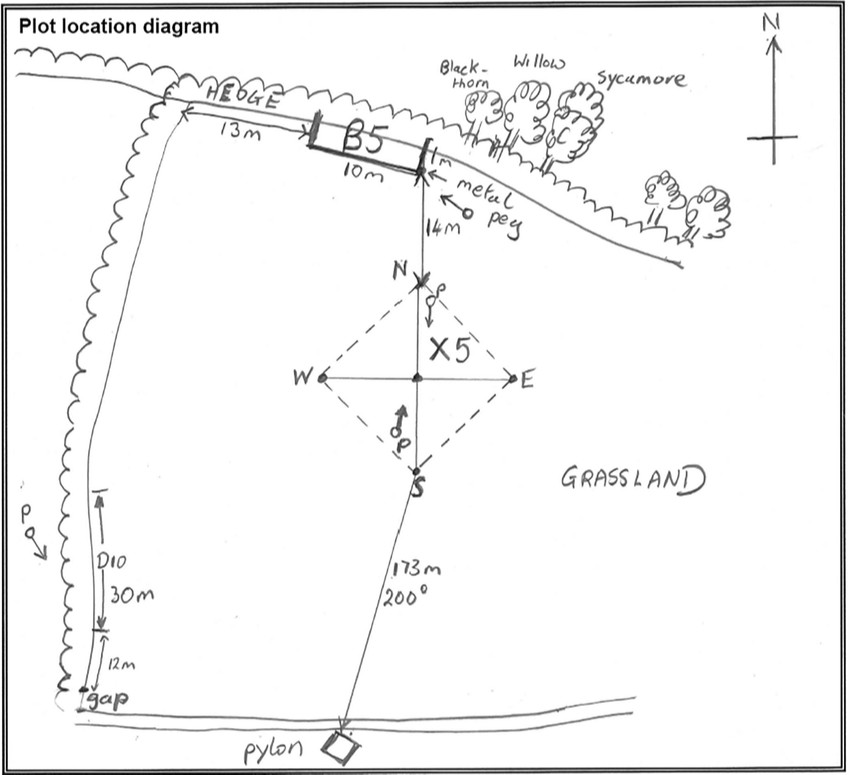 Plot location diagram
N
Black-
thorn
Willow
Sycamore
HEDGE
13m
B5
10m
1m
metal
peg
14m
N
P
X5
W
E
P
S
GRASSLAND
P
D10
30m
173m
200°
12m
gap
pylon